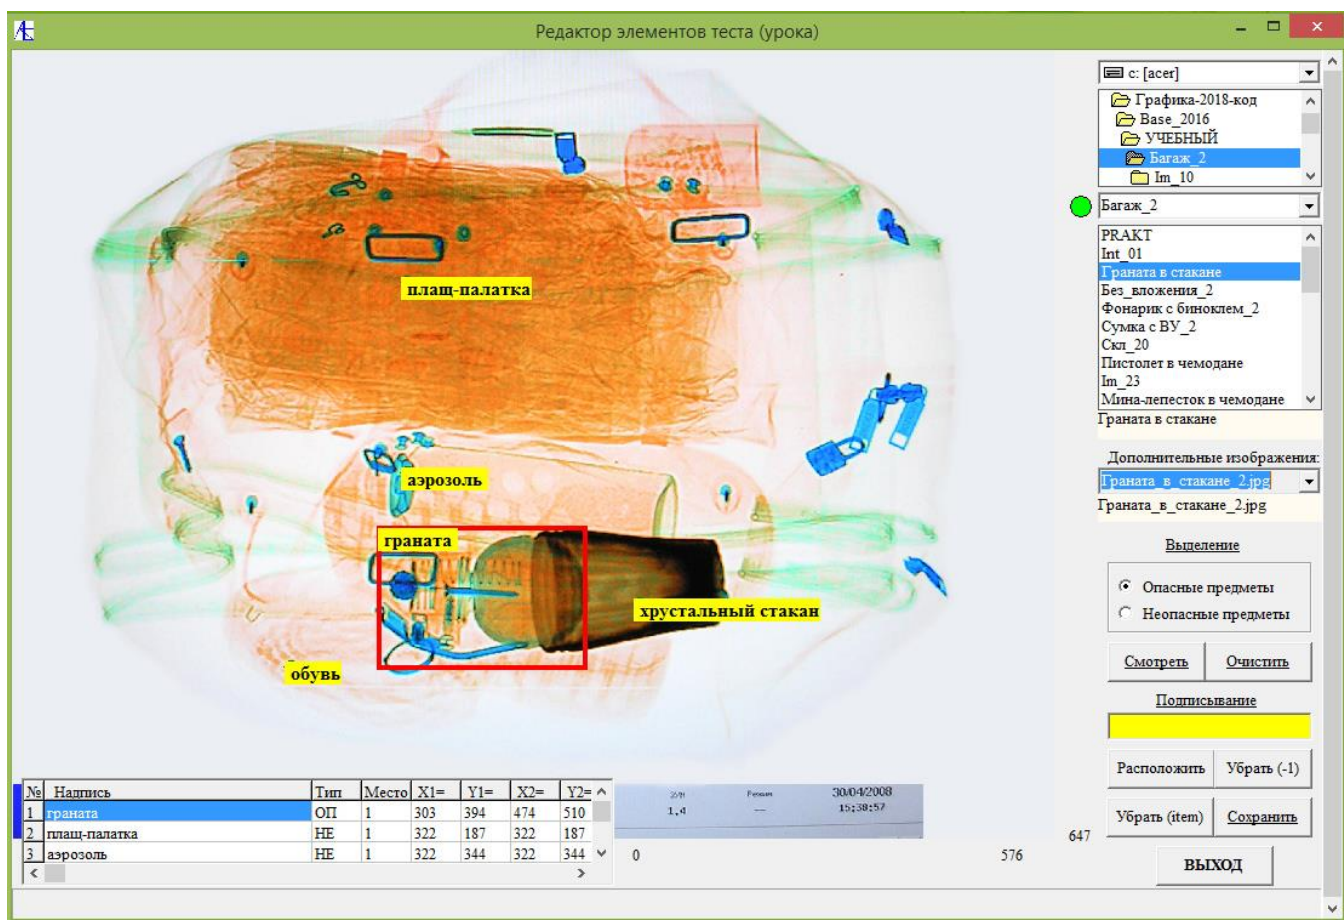 Редактор элементов теста (урока)
плащ-палатка
аэрозоль
граната
хрустальный стакан
обувь
№ Надпись Тип Место X1= Y1= X2= Y2=
1 граната ОП 1 303 394 474 510
2 плащ-палатка НЕ 1 322 187 322 187
3 аэрозоль НЕ 1 322 344 322 344
Режим 30/04/2008
1,4 — 15:38:57
0 576 647
c: [acer]
Графика-2018-код
Base_2016
УЧЕБНЫЙ
Багаж_2
Im_10
Багаж_2
PRAKT
Int_01
Граната в стакане
Без_вложения_2
Фонарик с биноклем_2
Сумка с ВУ_2
Скл_20
Пистолет в чемодане
Im_23
Мина-лепесток в чемодане
Граната в стакане
Дополнительные изображения:
Граната_в_стакане_2.jpg
Граната_в_стакане_2.jpg
Выделение
Опасные предметы
Неопасные предметы
Смотреть Очистить
Подписывание
Расположить Убрать (-1)
Убрать (item) Сохранить
ВЫХОД